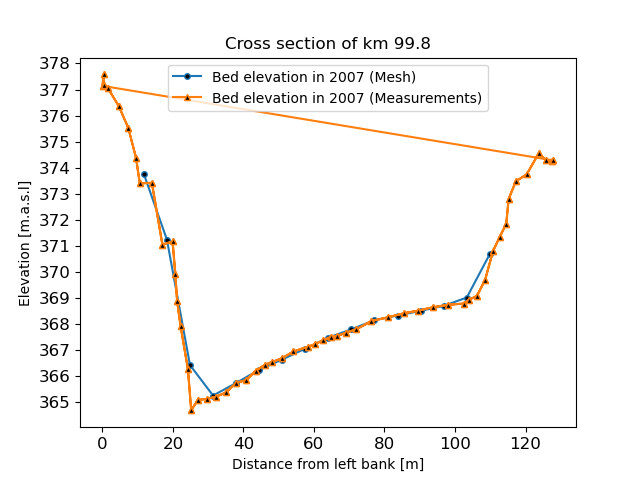 Cross section of km 99.8
Bed elevation in 2007 (Mesh)
Bed elevation in 2007 (Measurements)
Elevation [m.a.s.l]
378
377
376
375
374
373
372
371
370
369
368
367
366
365
0 20 40 60 80 100 120
Distance from left bank [m]